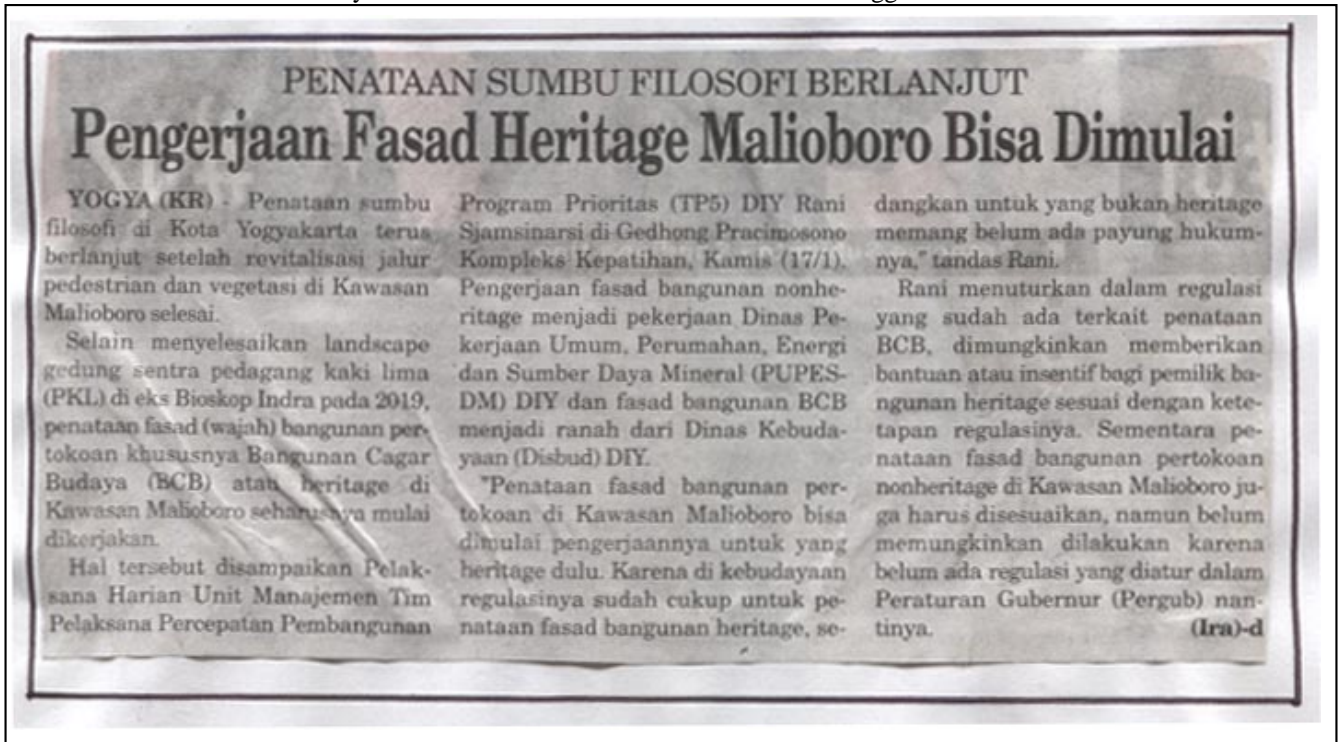 PENATAAN SUMBU FILOSOFI BERLANJUT
Pengerjaan Fasad Heritage Malioboro Bisa Dimulai
YOGYA (KR) - Penataan sumbu
filosofi di Kota Yogyakarta terus
berlanjut setelah revitalisasi jalur
pedestrian dan vegetasi di Kawasan
Malioboro selesai.
Selain menyelesaikan landscape
gedung sentra pedagang kaki lima
(PKL) di eks Bioskop Indra pada 2019,
penataan fasad (wajah) bangunan per-
tokoan khususnya Bangunan Cagar
Budaya (BCB) atau heritage di
Kawasan Malioboro seharusnya mulai
dikerjakan.
Hal tersebut disampaikan Pelak-
sana Harian Unit Manajemen Tim
Pelaksana Percepatan Pembangunan
Program Prioritas (TP5) DIY Rani
Sjamsinarsi di Gedhong Pracimosono
Kompleks Kepatihan, Kamis (17/1).
Pengerjaan fasad bangunan nonhe-
ritage menjadi pekerjaan Dinas Pe-
kerjaan Umum, Perumahan, Energi
dan Sumber Daya Mineral (PUPES-
DM) DIY dan fasad bangunan BCB
menjadi ranah dari Dinas Kebuda-
yaan (Disbud) DIY.
"Penataan fasad bangunan per-
tokoan di Kawasan Malioboro bisa
dimulai pengerjaannya untuk yang
heritage dulu. Karena di kebudayaan
regulasinya sudah cukup untuk pe-
nataan fasad bangunan heritage, se-
dangkan untuk yang bukan heritage
memang belum ada payung hukum-
nya," tandas Rani.
Rani menuturkan dalam regulasi
yang sudah ada terkait penataan
BCB, dimungkinkan memberikan
bantuan atau insentif bagi pemilik ba-
ngunan heritage sesuai dengan kete-
tapan regulasinya. Sementara pe-
nataan fasad bangunan pertokoan
nonheritage di Kawasan Malioboro ju-
ga harus disesuaikan, namun belum
memungkinkan dilakukan karena
belum ada regulasi yang diatur dalam
Peraturan Gubernur (Pergub) nan-
tinya. (Ira)-d